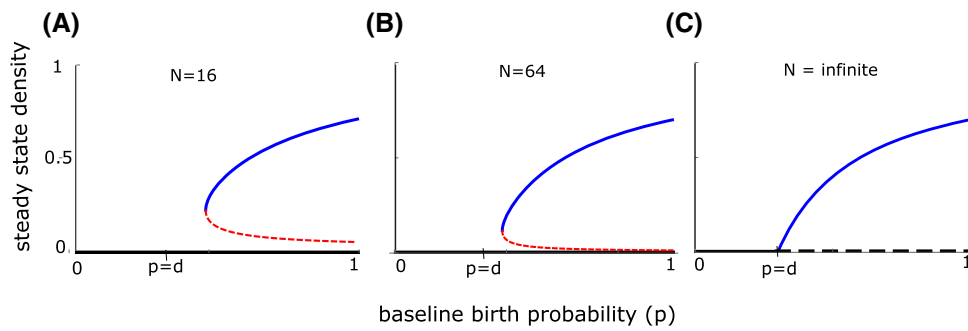 (A)
(B)
(C)
steady state density
1
0.5
0
N=16
N=64
N = infinite
0
p=d
1
0
p=d
1
0
p=d
1
baseline birth probability (p)